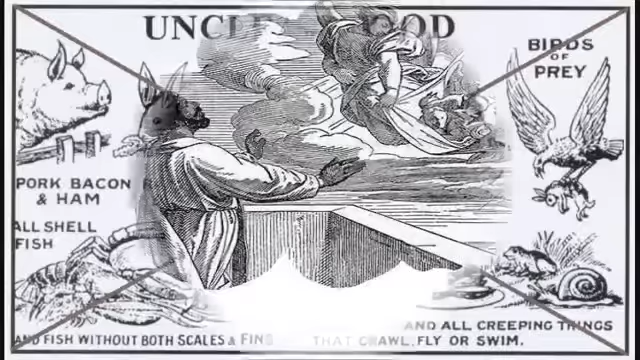 UNCL OD
BIRDS
OF
PREY
PORK BACON
& HAM
ALL SHELL
FISH
AND FISH WITHOUT BOTH SCALES & FINS
THAT CRAWL, FLY OR SWIM.
AND ALL CREEPING THINGS